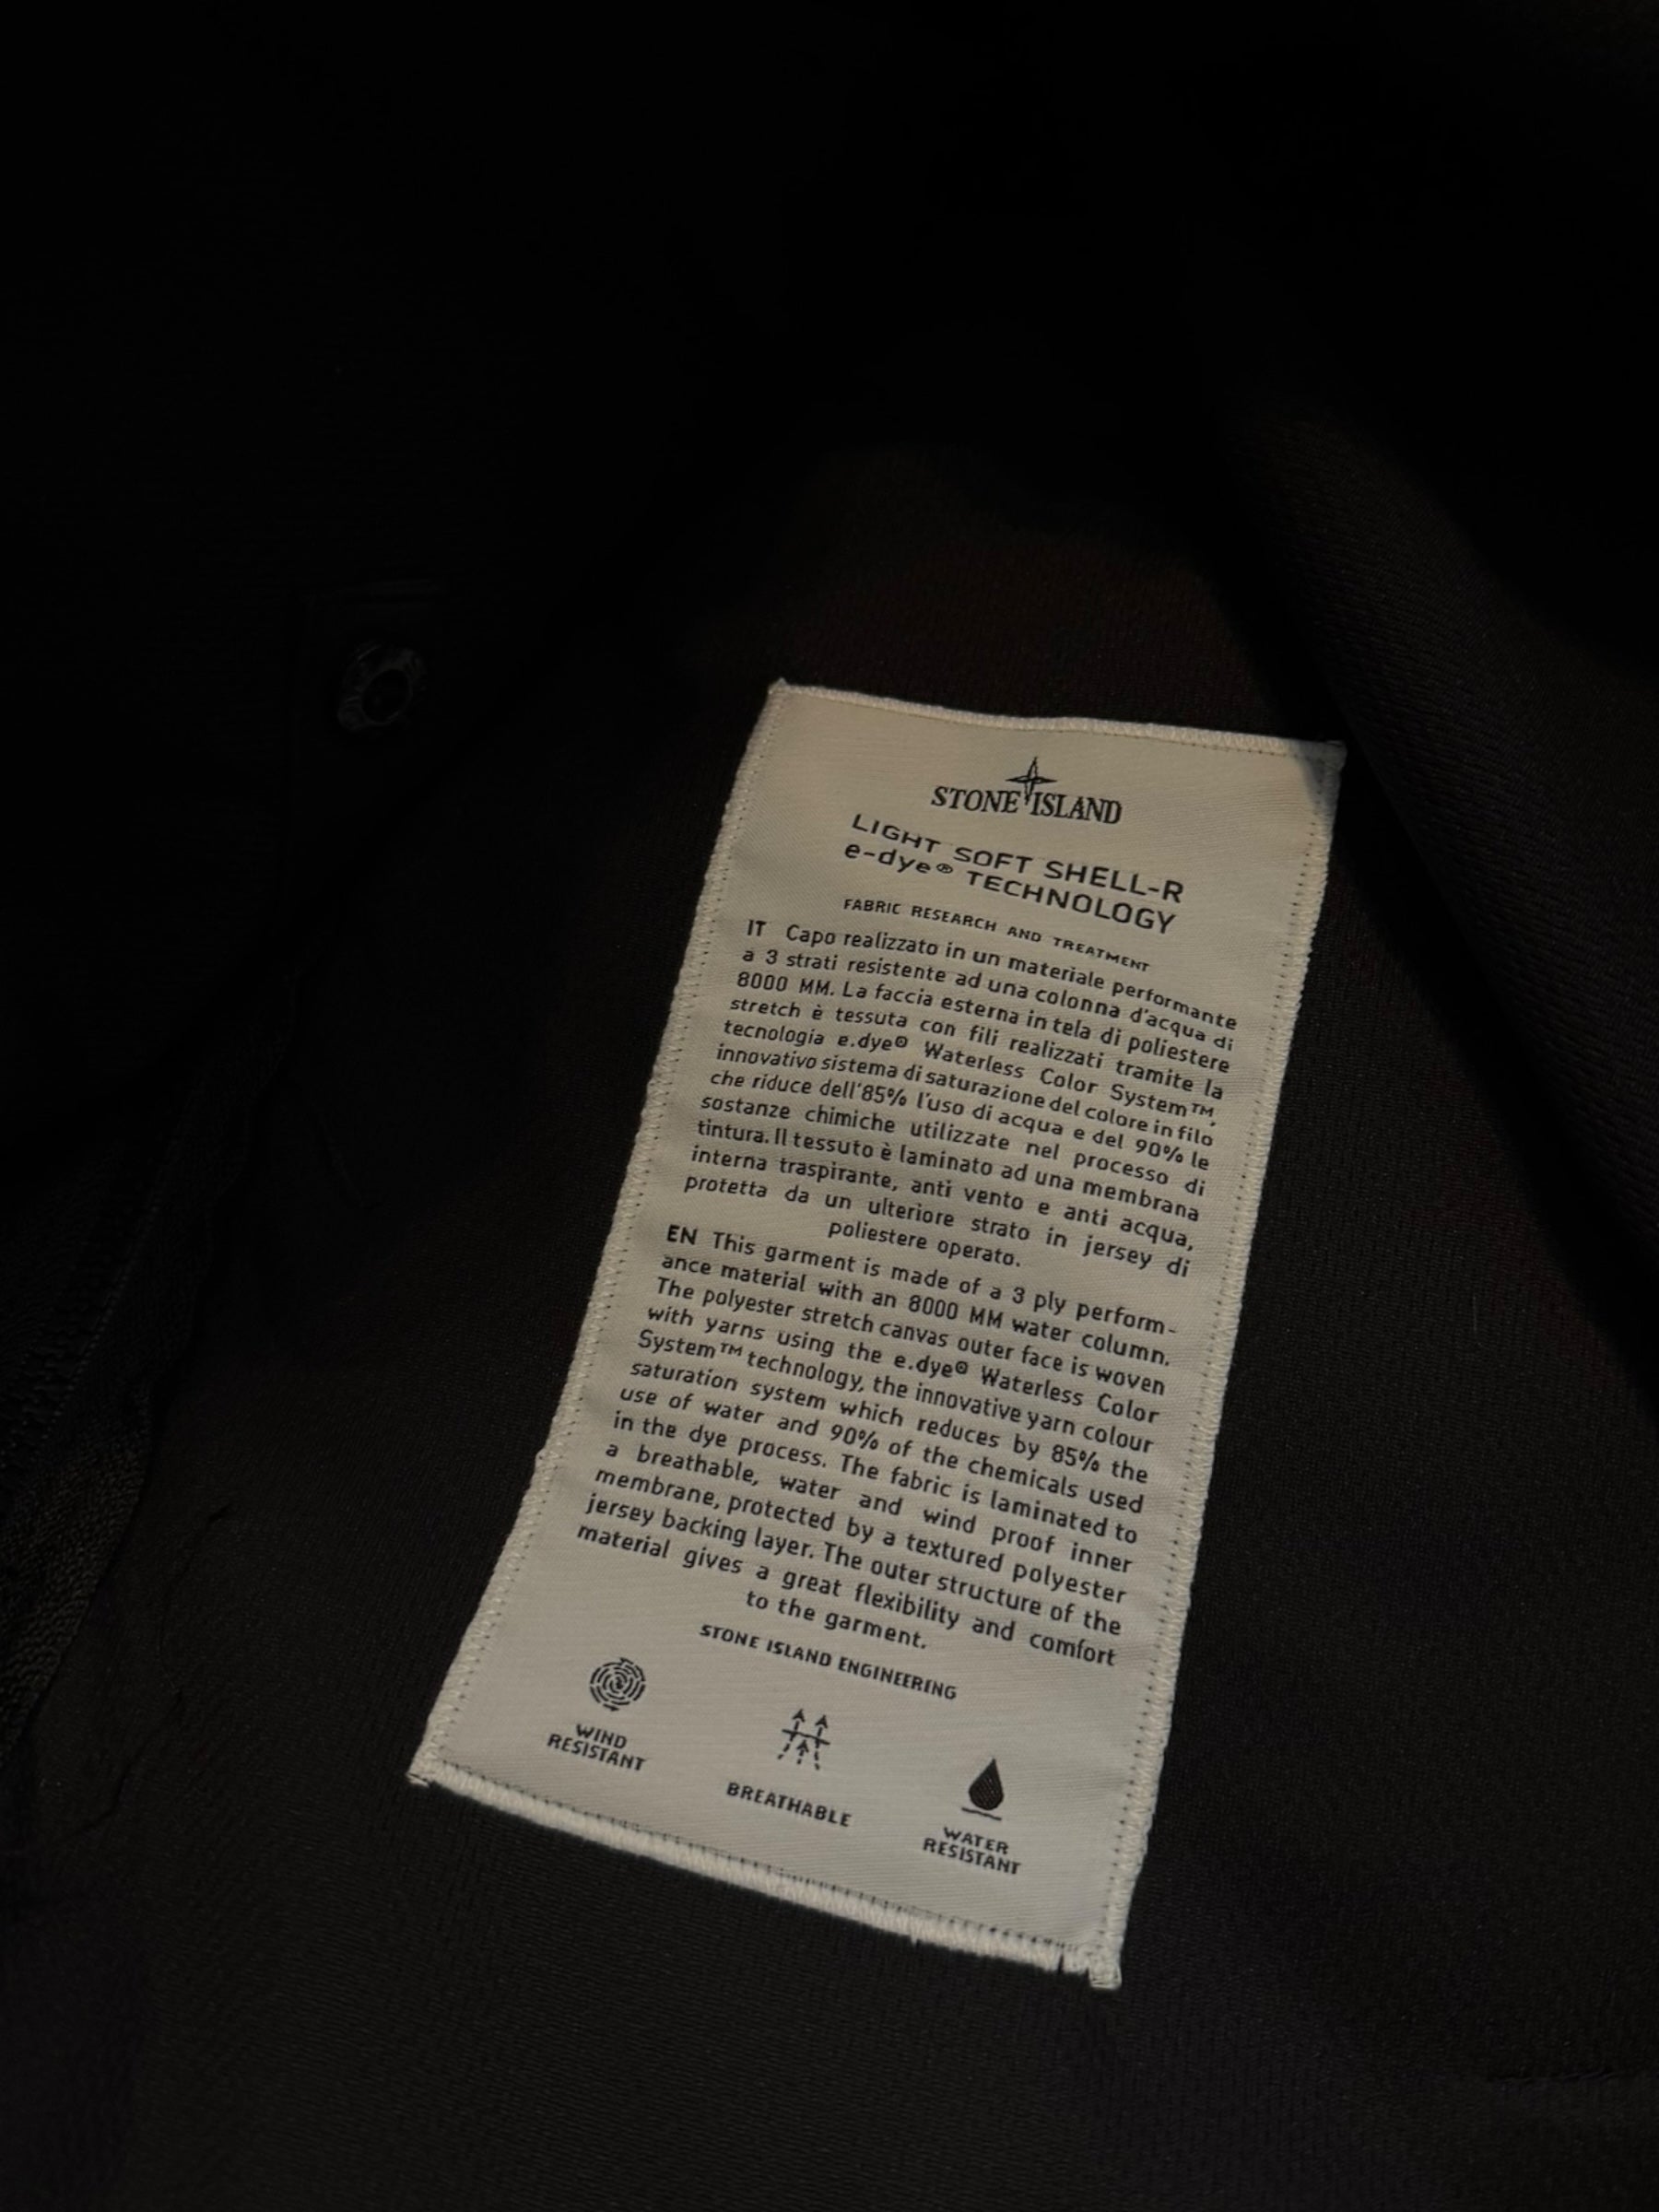 STONE ISLAND
LIGHT SOFT SHELL-R
e-dye® TECHNOLOGY
FABRIC RESEARCH AND TREATMENT
IT Capo realizzato in un materiale performante
a 3 strati resistente ad una colonna d'acqua di
8000 MM. La faccia esterna in tela di poliestere
stretch è tessuta con fili realizzati tramite la
tecnologia e.dye® Waterless Color System™,
innovativo sistema di saturazione del colore in filo
che riduce dell'85% l'uso di acqua e del 90% le
sostanze chimiche utilizzate nel processo di
tintura. Il tessuto è laminato ad una membrana
interna traspirante, anti vento e anti acqua,
protetta da un ulteriore strato in jersey di
poliestere operato.
EN This garment is made of a 3 ply perform-
ance material with an 8000 MM water column.
The polyester stretch canvas outer face is woven
with yarns using the e.dye® Waterless Color
System™ technology, the innovative yarn colour
saturation system which reduces by 85% the
use of water and 90% of the chemicals used
in the dye process. The fabric is laminated to
a breathable, water and wind proof inner
membrane, protected by a textured polyester
jersey backing layer. The outer structure of the
material gives a great flexibility and comfort
to the garment.
STONE ISLAND ENGINEERING
WIND
RESISTANT
BREATHABLE
WATER
RESISTANT